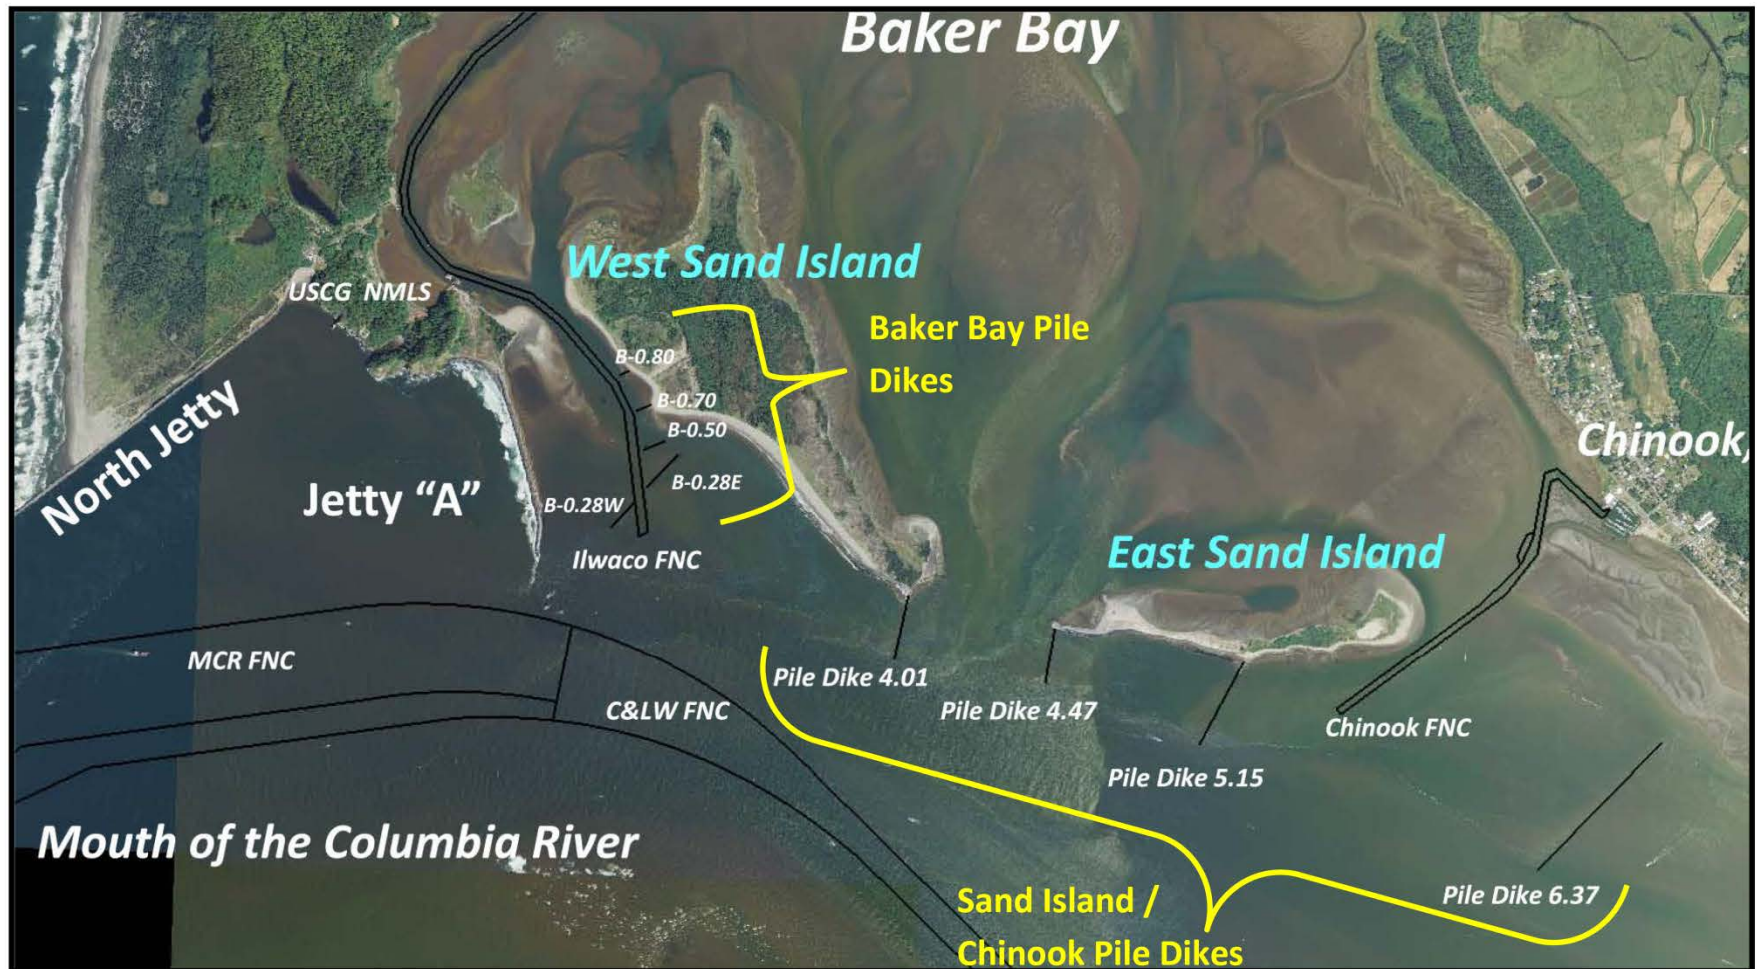 Baker Bay
West Sand Island
USCG NMLS
Baker Bay Pile
Dikes
B-0.80
B-0.70
B-0.50
B-0.28E
B-0.28W
North Jetty
Jetty “A”
Ilwaco FNC
Chinook,
East Sand Island
MCR FNC
C&LW FNC
Pile Dike 4.01
Pile Dike 4.47
Pile Dike 5.15
Chinook FNC
Mouth of the Columbia River
Pile Dike 6.37
Sand Island /
Chinook Pile Dikes